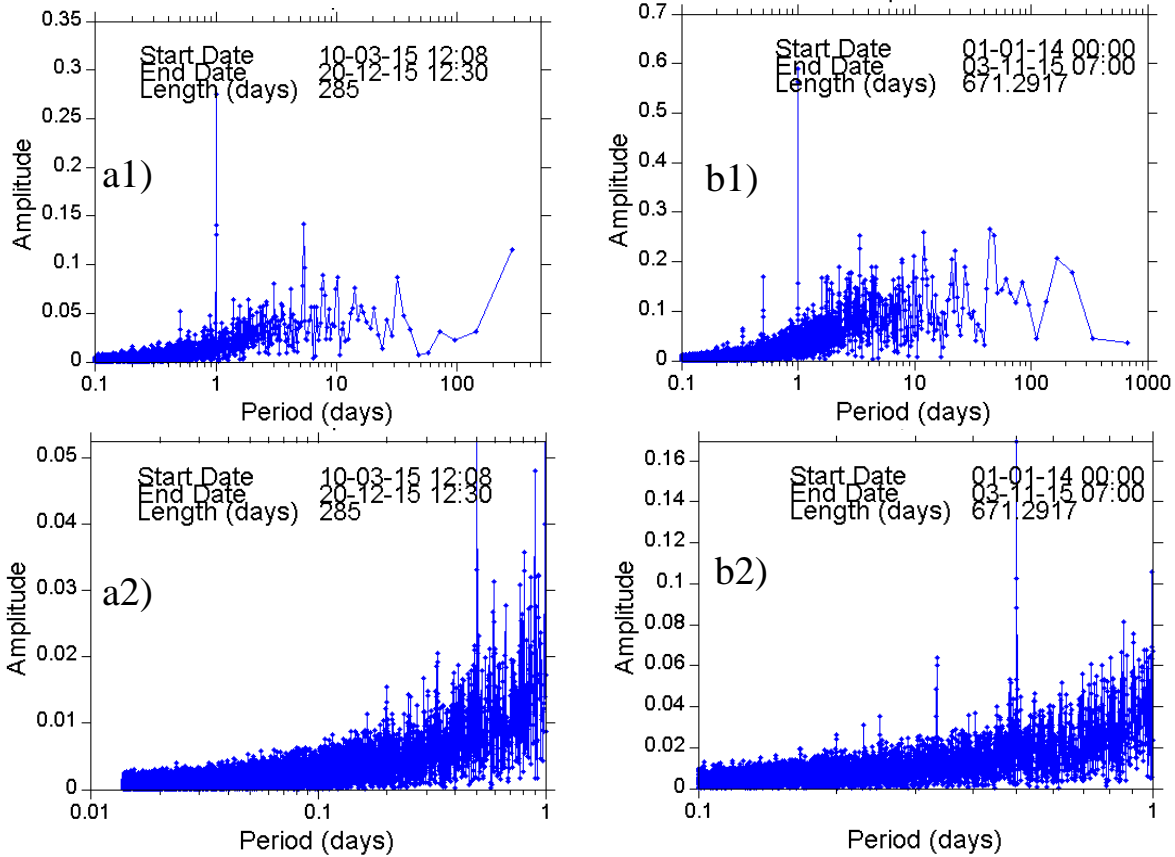 0.35
0.3
0.25
0.2
0.15
0.1
0.05
0
Amplitude
a1)
Start Date 10-03-15 12:08
End Date 20-12-15 12:30
Length (days) 285
0.1 1 10 100
Period (days)
0.7
0.6
0.5
0.4
0.3
0.2
0.1
0
Amplitude
b1)
Start Date 01-01-14 00:00
End Date 03-11-15 07:00
Length (days) 671.2917
0.1 1 10 100 1000
Period (days)
0.05
0.04
0.03
0.02
0.01
0
Amplitude
a2)
Start Date 10-03-15 12:08
End Date 20-12-15 12:30
Length (days) 285
0.01 0.1 1
Period (days)
0.16
0.14
0.12
0.1
0.08
0.06
0.04
0.02
0
Amplitude
b2)
Start Date 01-01-14 00:00
End Date 03-11-15 07:00
Length (days) 671.2917
0.1 1
Period (days)